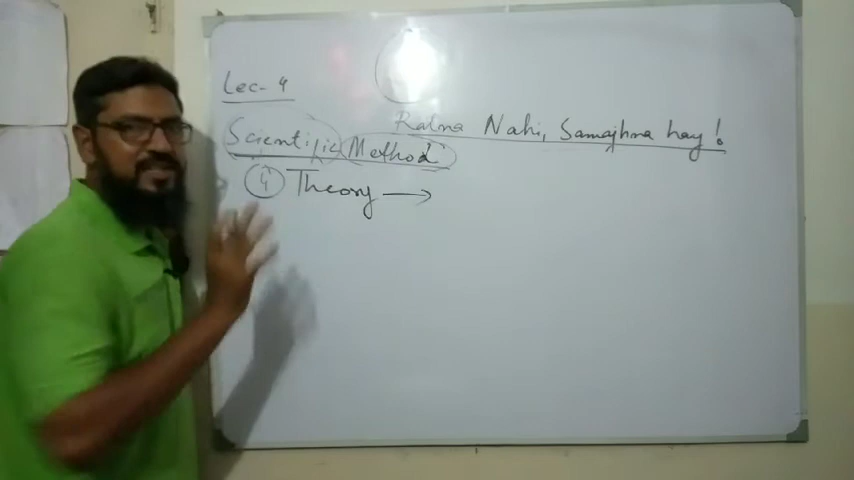 Lec-4
Ratna Nahi, Samajhna hay!
Scientific Method
4 Theory →